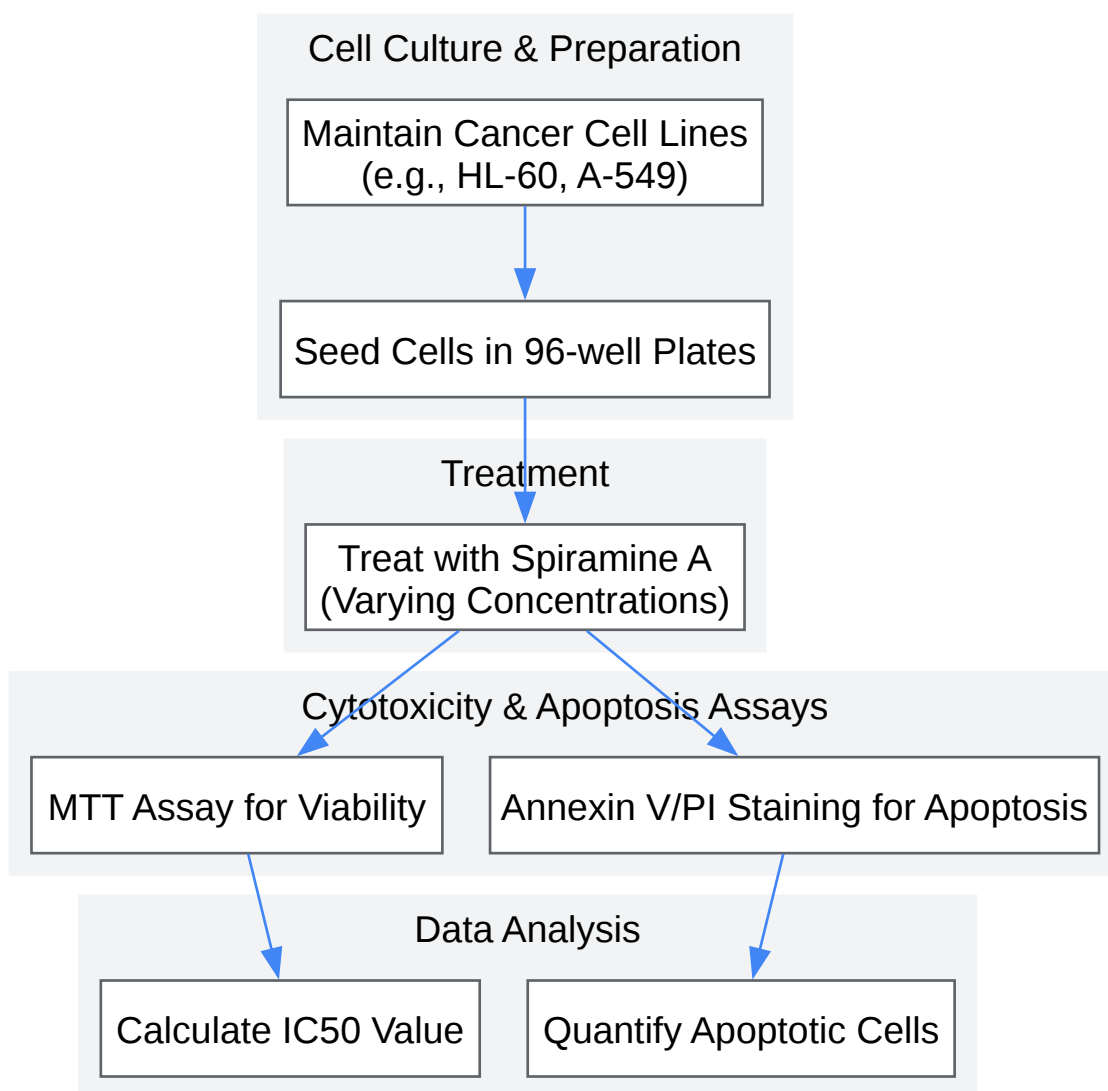 Cell Culture & Preparation
Maintain Cancer Cell Lines
(e.g., HL-60, A-549)
Seed Cells in 96-well Plates
Treatment
Treat with Spiramine A
(Varying Concentrations)
Cytotoxicity & Apoptosis Assays
MTT Assay for Viability
Annexin V/PI Staining for Apoptosis
Data Analysis
Calculate IC50 Value
Quantify Apoptotic Cells